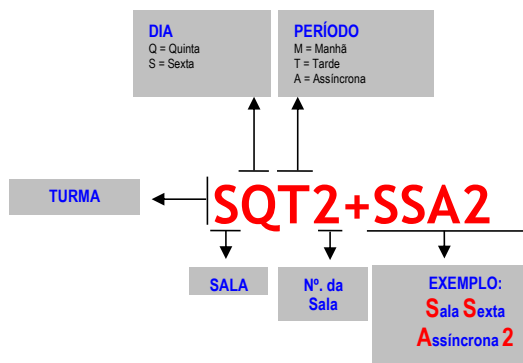 DIA
Q = Quinta
S = Sexta
PERÍODO
M = Manhã
T = Tarde
A = Assíncrona
TURMA
SQT2+SSA2
SALA
Nº. da
Sala
EXEMPLO:
Sala Sexta
Assíncrona 2